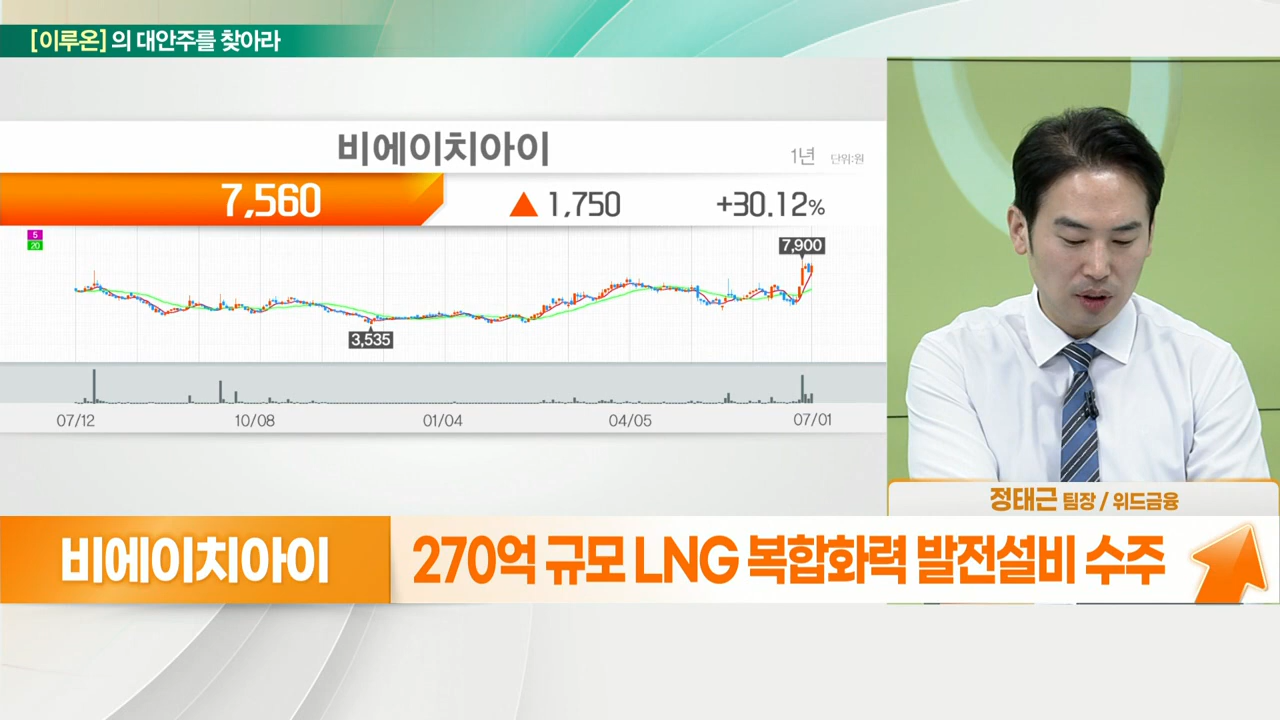 [이루온]의 대안주를 찾아라
비에이치아이
1년 단위:원
7,560 ▲ 1,750 +30.12%
5
20
7,900
3,535
07/12 10/08 01/04 04/05 07/01
정태근 팀장 / 위드금융
비에이치아이 270억 규모 LNG 복합화력 발전설비 수주